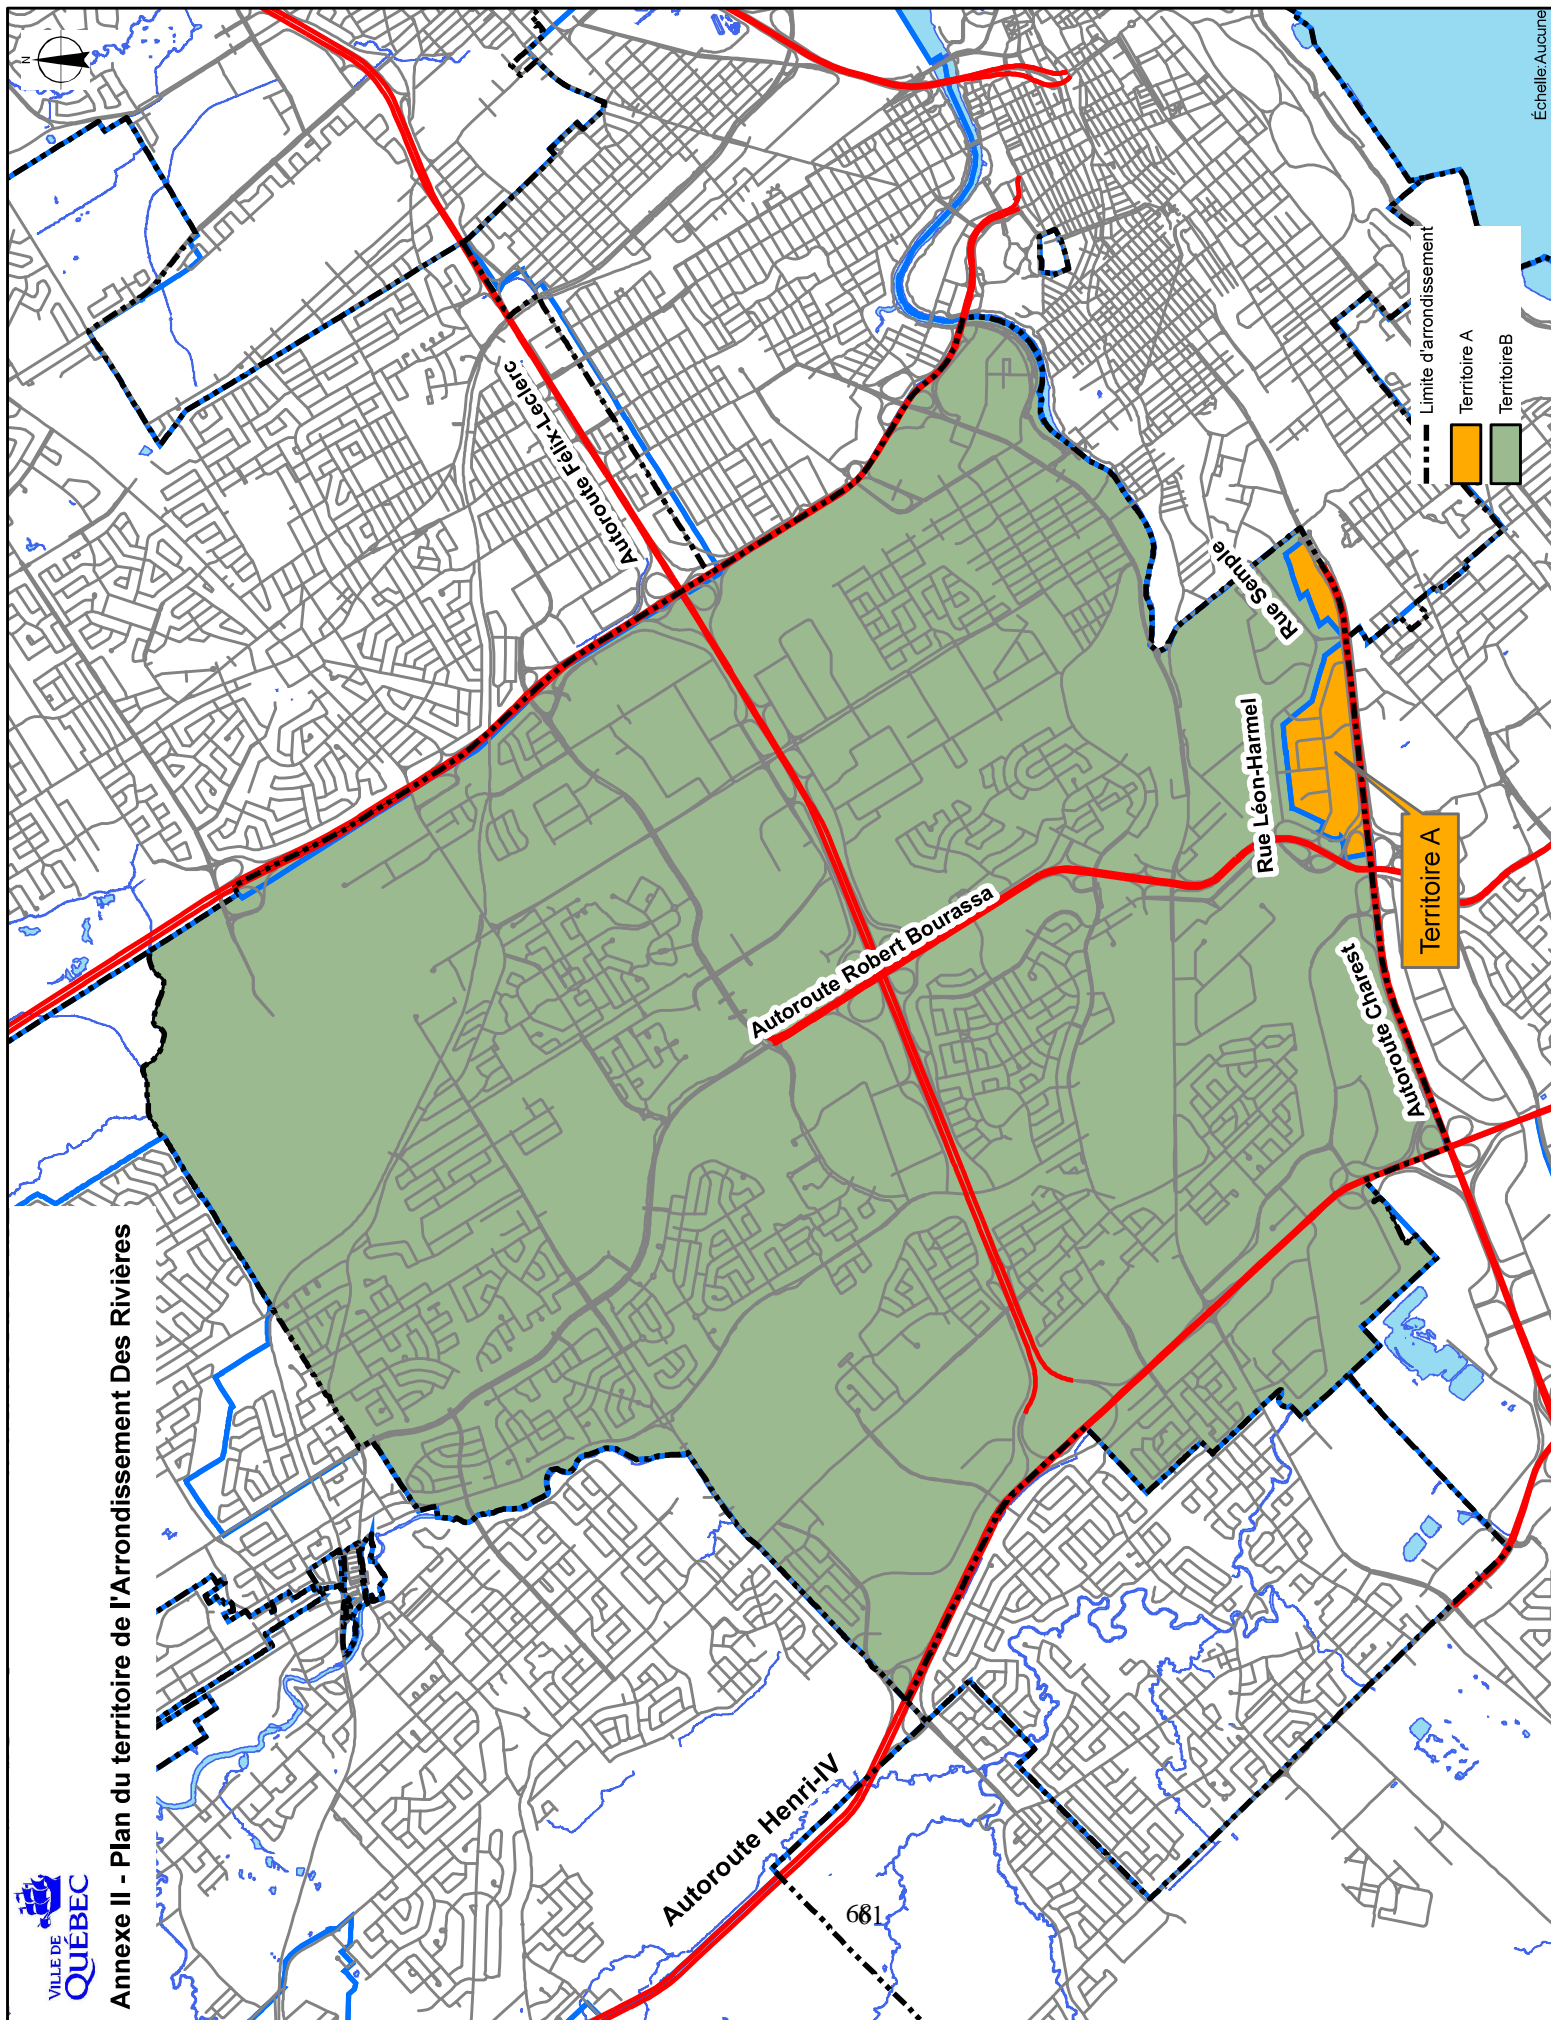 VILLE DE
QUÉBEC
Annexe II - Plan du territoire de l'Arrondissement Des Rivières
N
Autoroute Félix-Leclerc
Autoroute Robert Bourassa
Autoroute Henri-IV
Rue Semple
Rue Léon-Harmel
Autoroute Charest
Territoire A
Limite d'arrondissement
Territoire A
TerritoireB
Échelle:Aucune